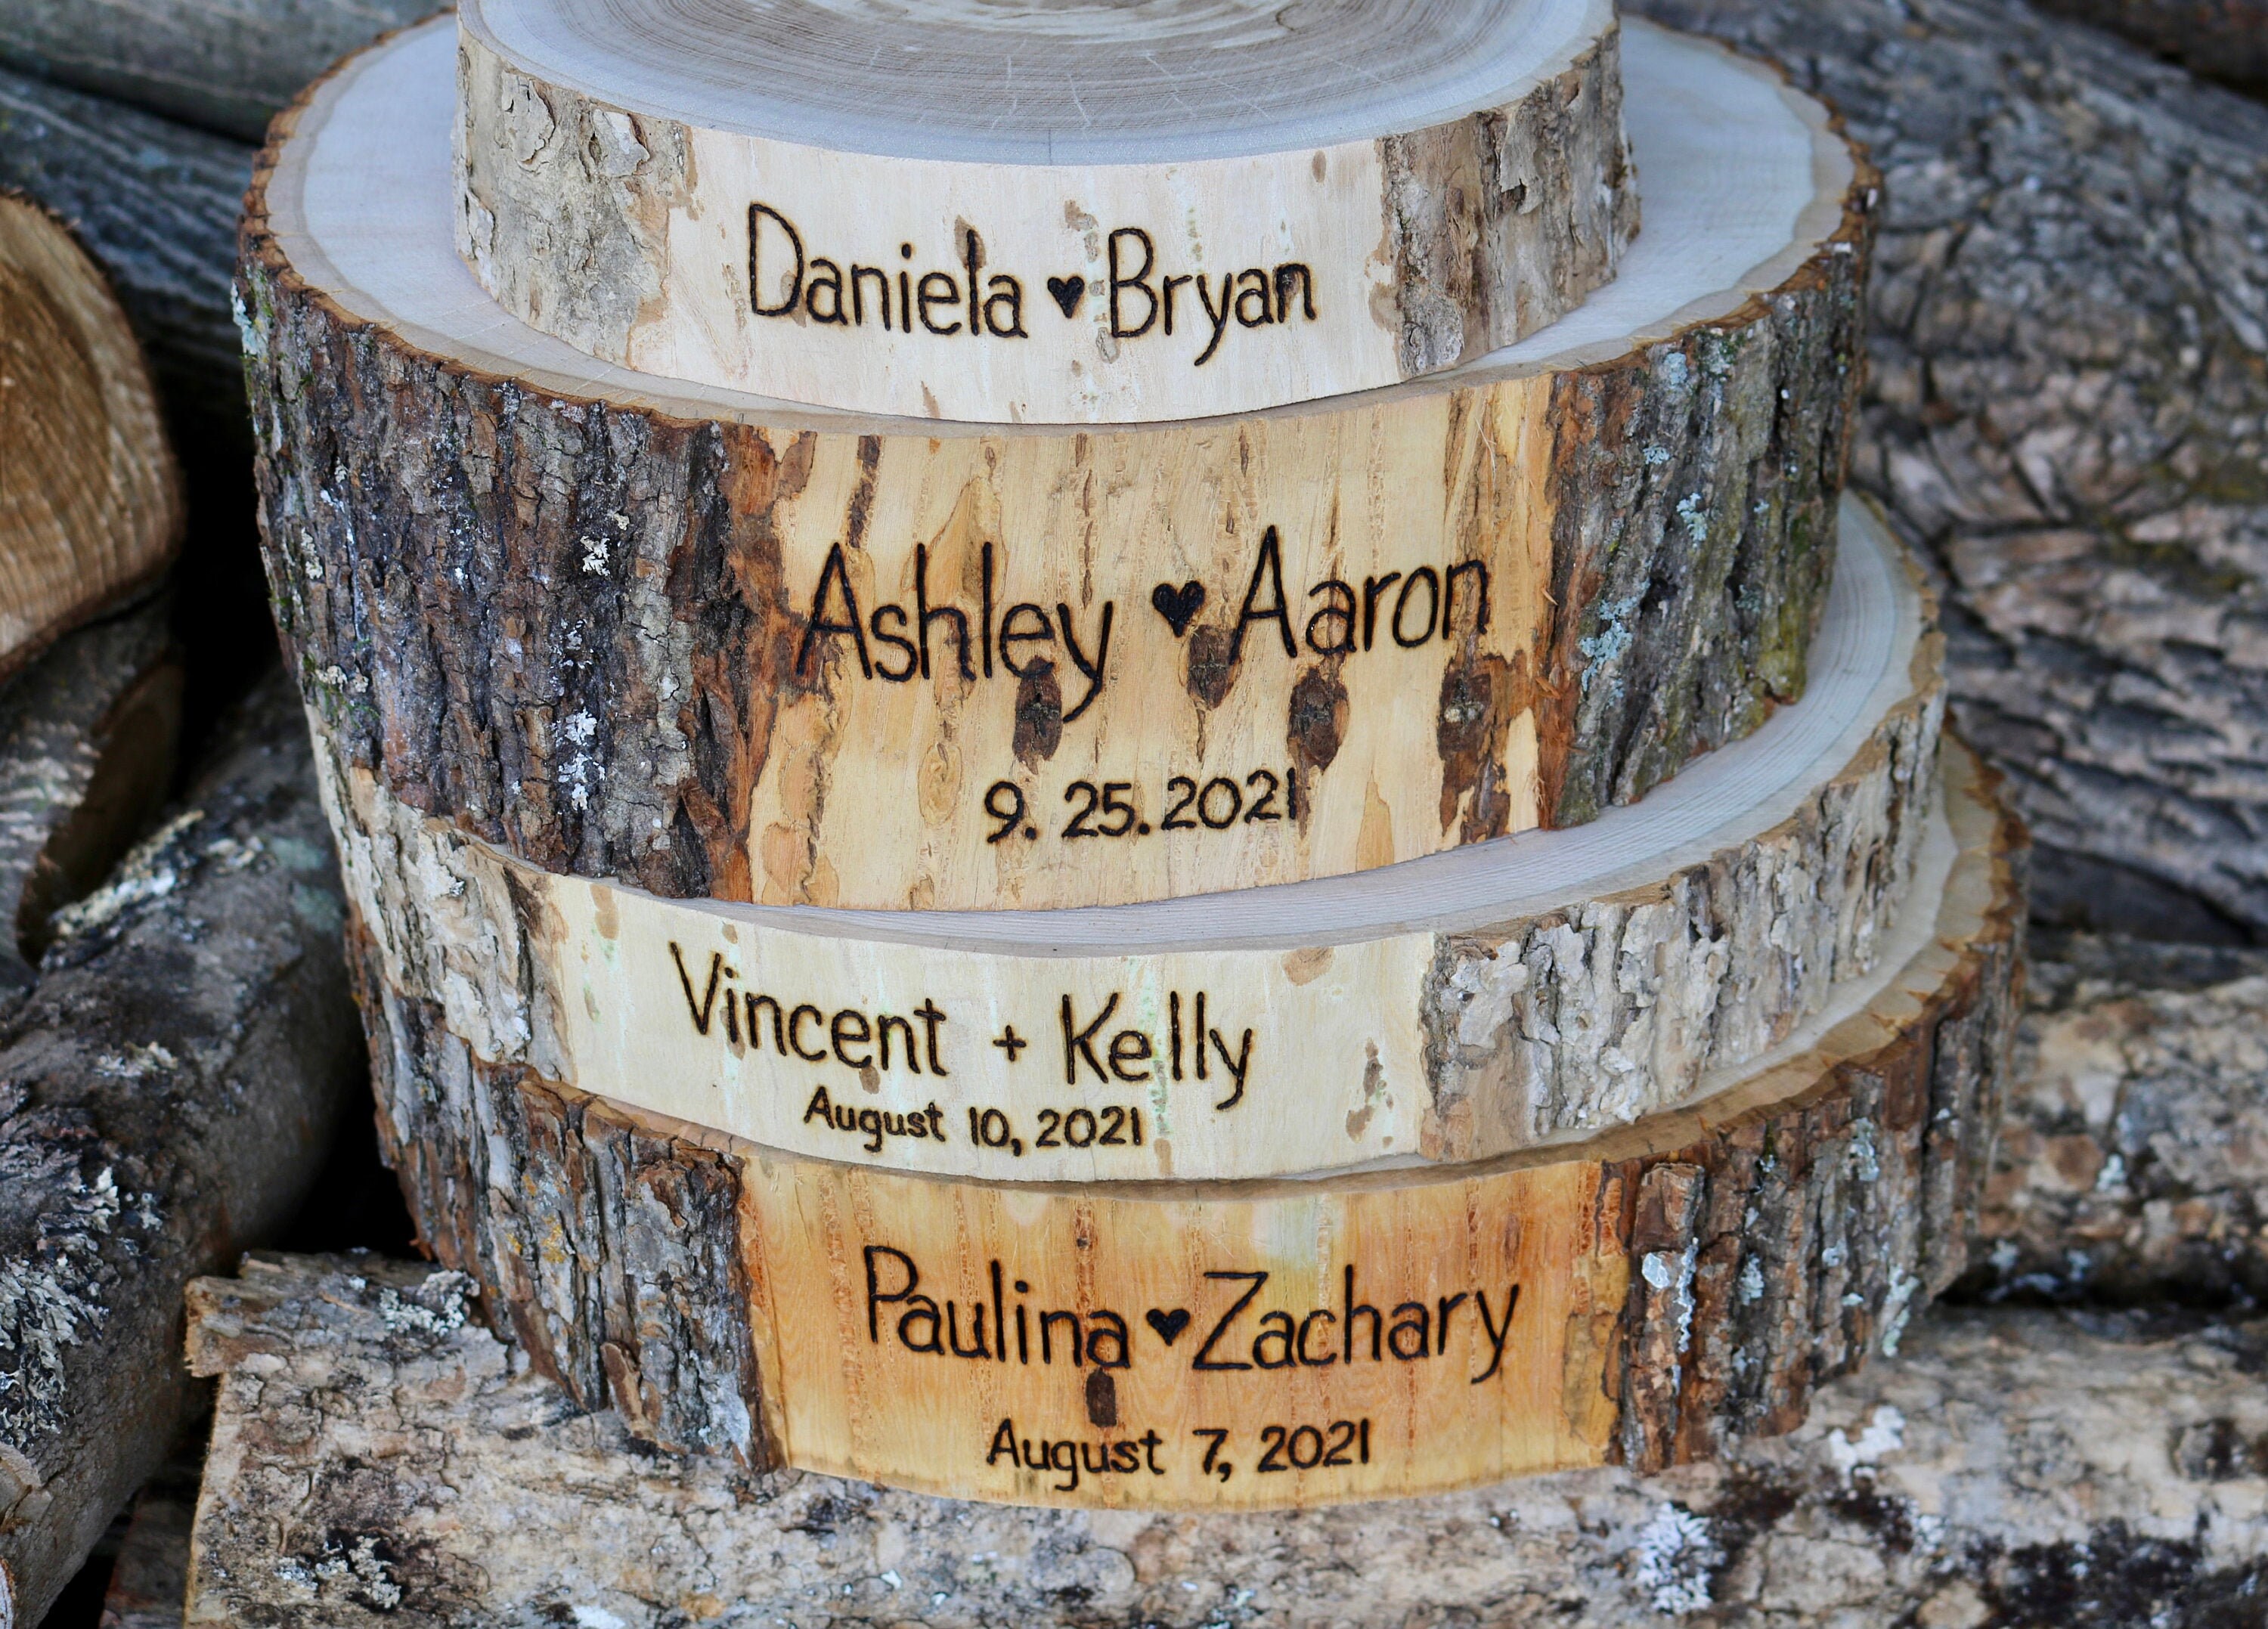 Daniela ♥ Bryan
Ashley ♥ Aaron
9. 25. 2021
Vincent + Kelly
August 10, 2021
Paulina ♥ Zachary
August 7, 2021